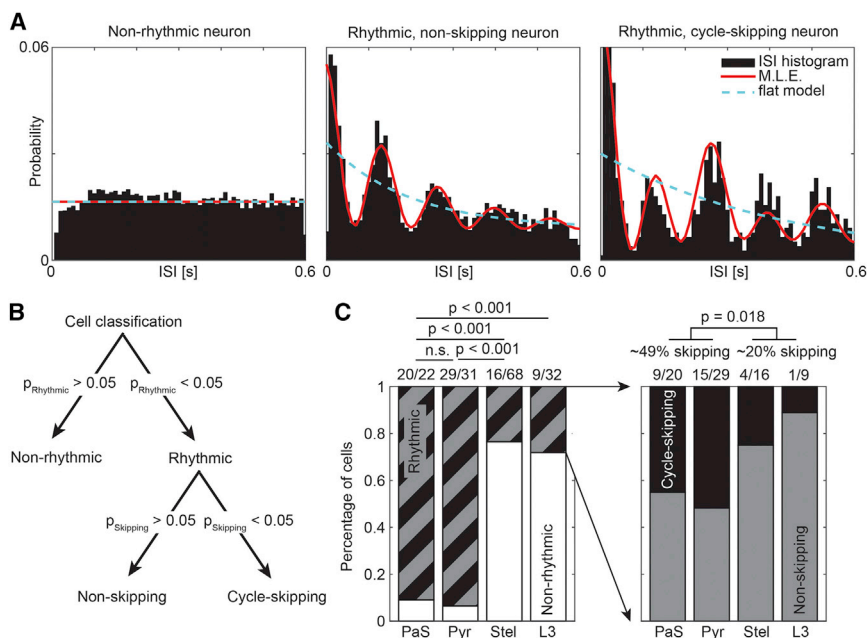 A
Non-rhythmic neuron
Rhythmic, non-skipping neuron
Rhythmic, cycle-skipping neuron
0.06
Probability
0
0
ISI [s]
0.6
0
ISI [s]
0.6
0
ISI [s]
0.6
ISI histogram
M.L.E.
flat model
B
Cell classification
pRhythmic > 0.05
pRhythmic < 0.05
Non-rhythmic
Rhythmic
pSkipping > 0.05
pSkipping < 0.05
Non-skipping
Cycle-skipping
C
p < 0.001
p < 0.001
n.s.
p < 0.001
20/22 29/31 16/68 9/32
Percentage of cells
1
0.8
0.6
0.4
0.2
0
Rhythmic
Non-rhythmic
PaS Pyr Stel L3
p = 0.018
~49% skipping
~20% skipping
9/20 15/29 4/16 1/9
Cycle-skipping
Non-skipping
PaS Pyr Stel L3